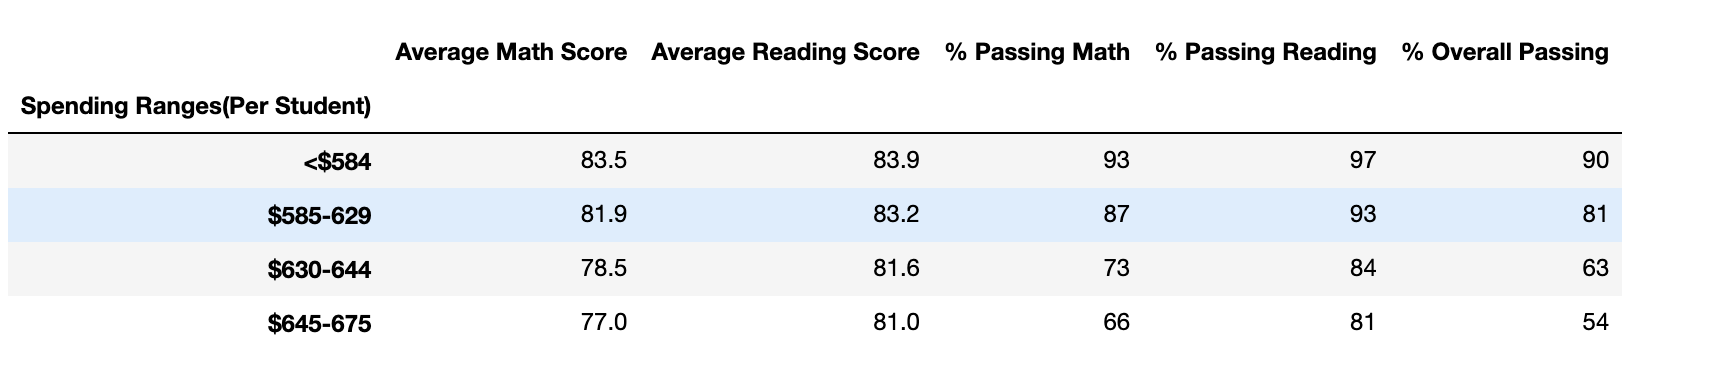 Average Math Score Average Reading Score % Passing Math % Passing Reading % Overall Passing
Spending Ranges(Per Student)
<$584 83.5 83.9 93 97 90
$585-629 81.9 83.2 87 93 81
$630-644 78.5 81.6 73 84 63
$645-675 77.0 81.0 66 81 54